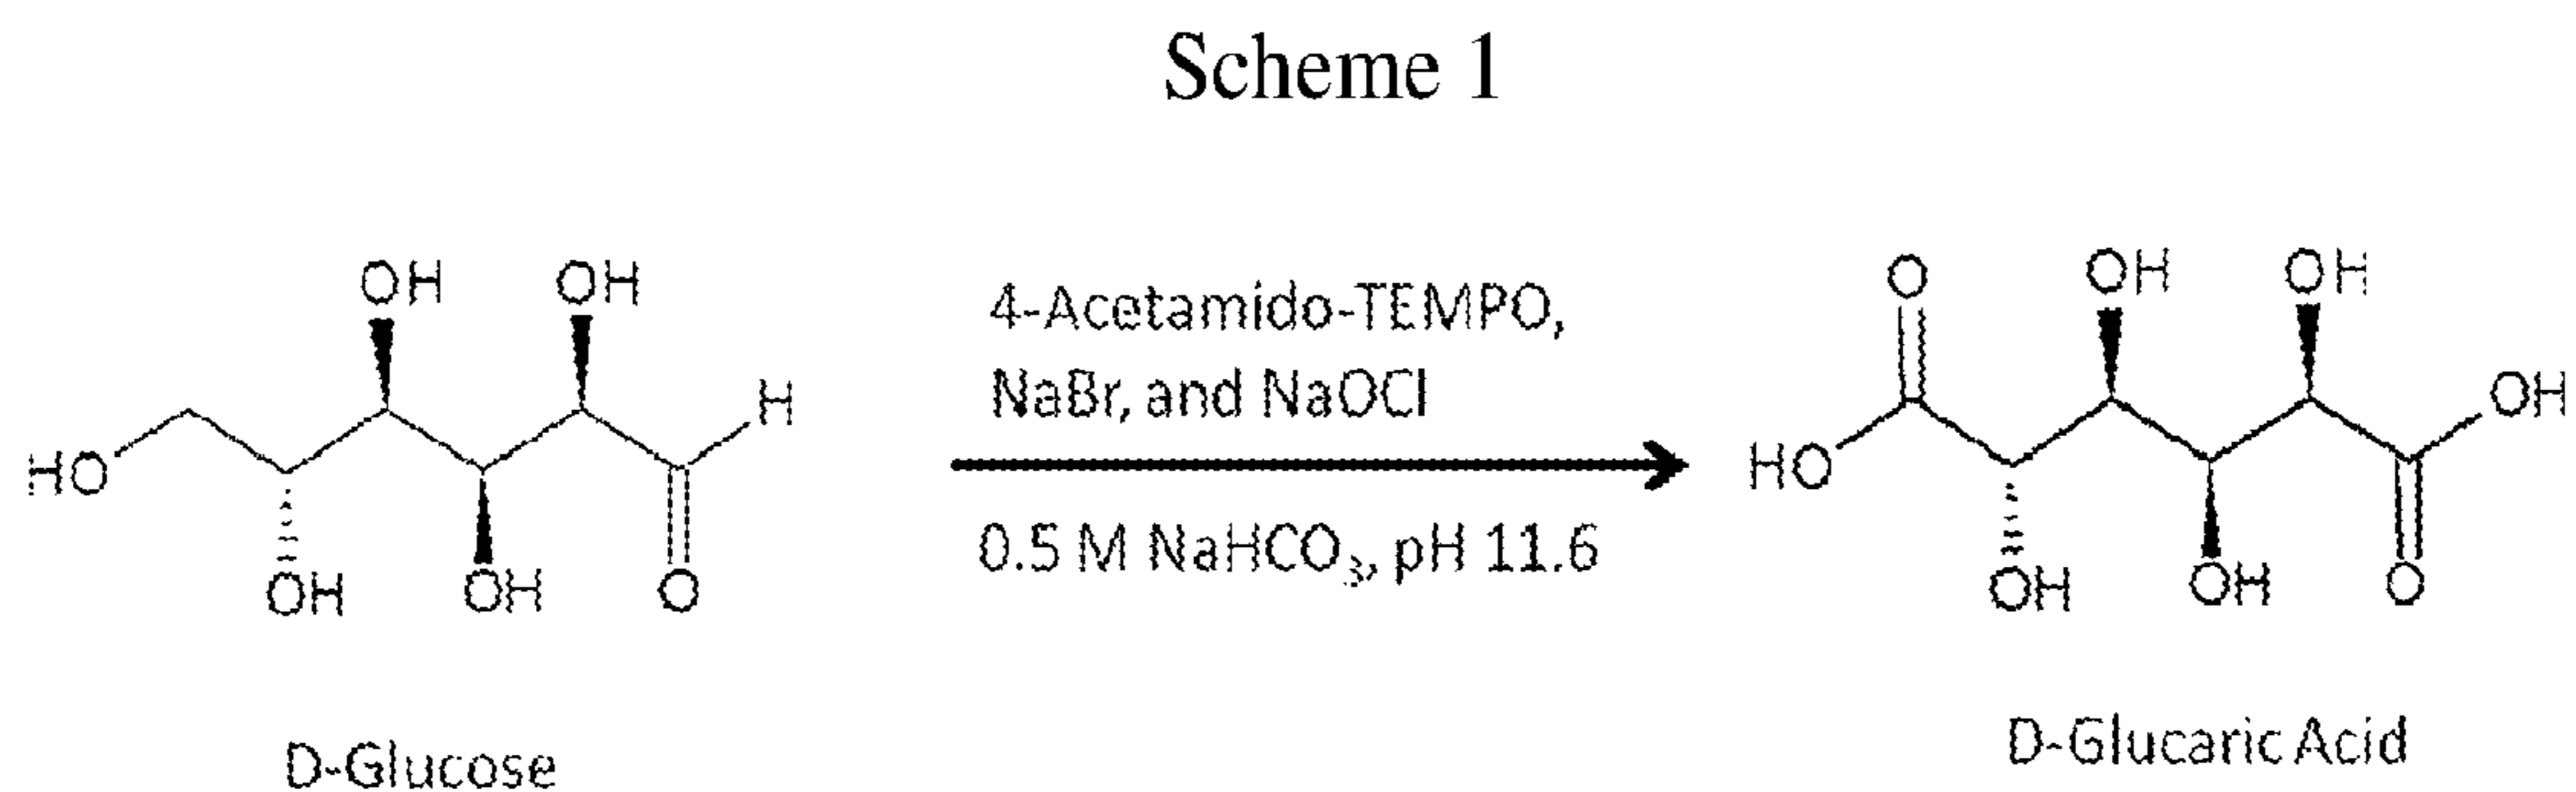 Scheme 1
OH OH
H
HO
OH OH O
4-Acetamido-TEMPO,
NaBr, and NaOCl
0.5 M NaHCO₃, pH 11.6
O OH OH
OH
HO
OH OH O
D-Glucose
D-Glucaric Acid